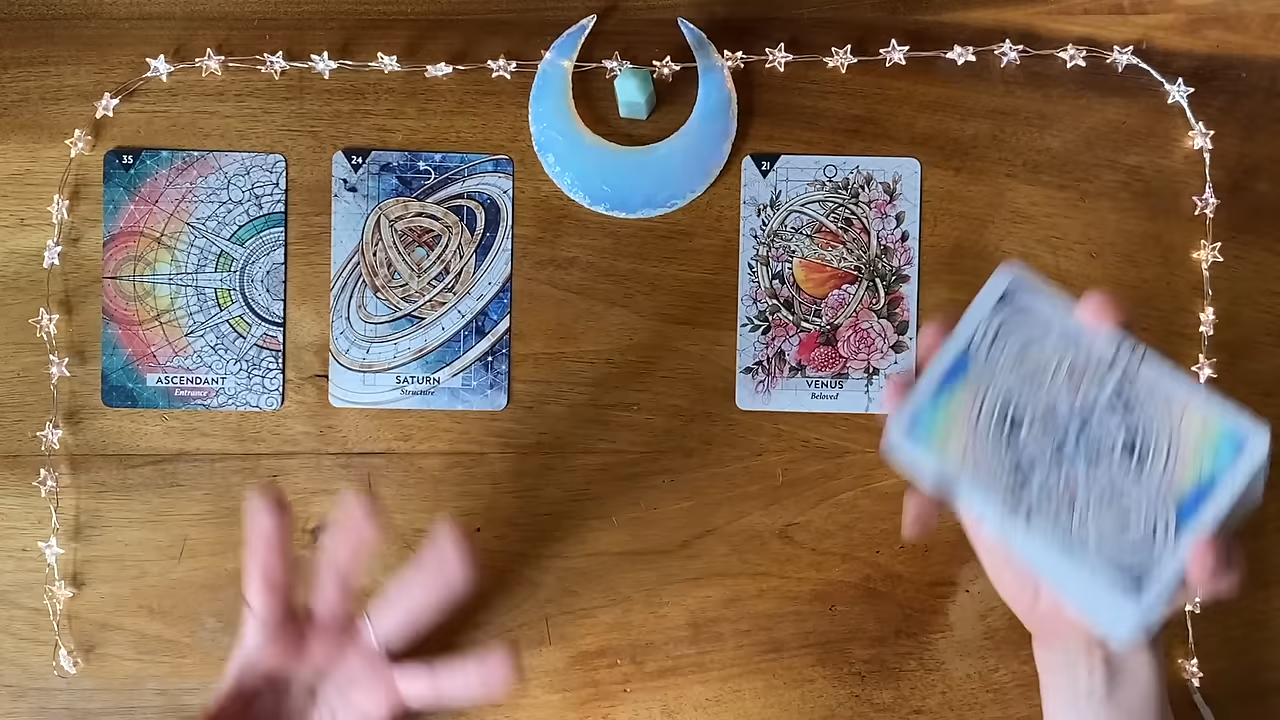 35
ASCENDANT
Entrance
24
SATURN
Structure
21
VENUS
Beloved